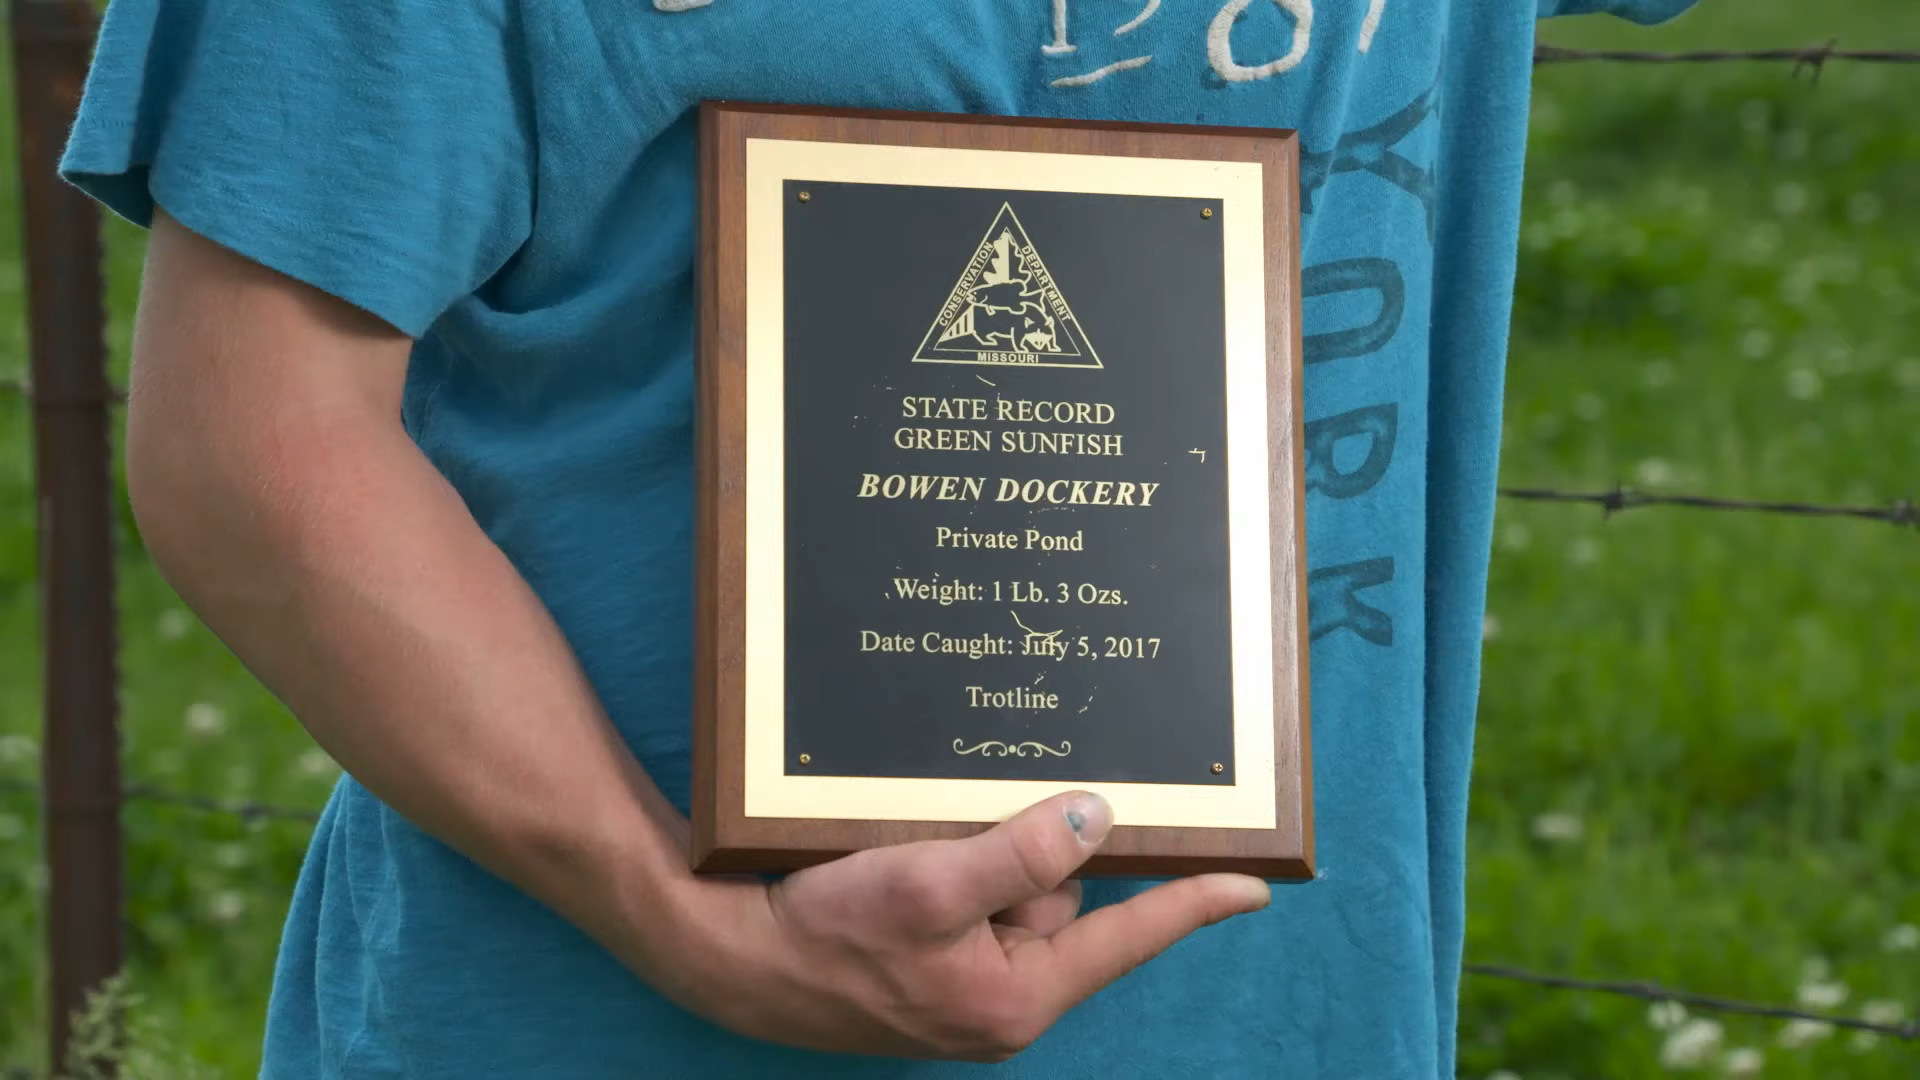 CONSERVATION DEPARTMENT
MISSOURI
STATE RECORD
GREEN SUNFISH
BOWEN DOCKERY
Private Pond
Weight: 1 Lb. 3 Ozs.
Date Caught: July 5, 2017
Trotline
YORK